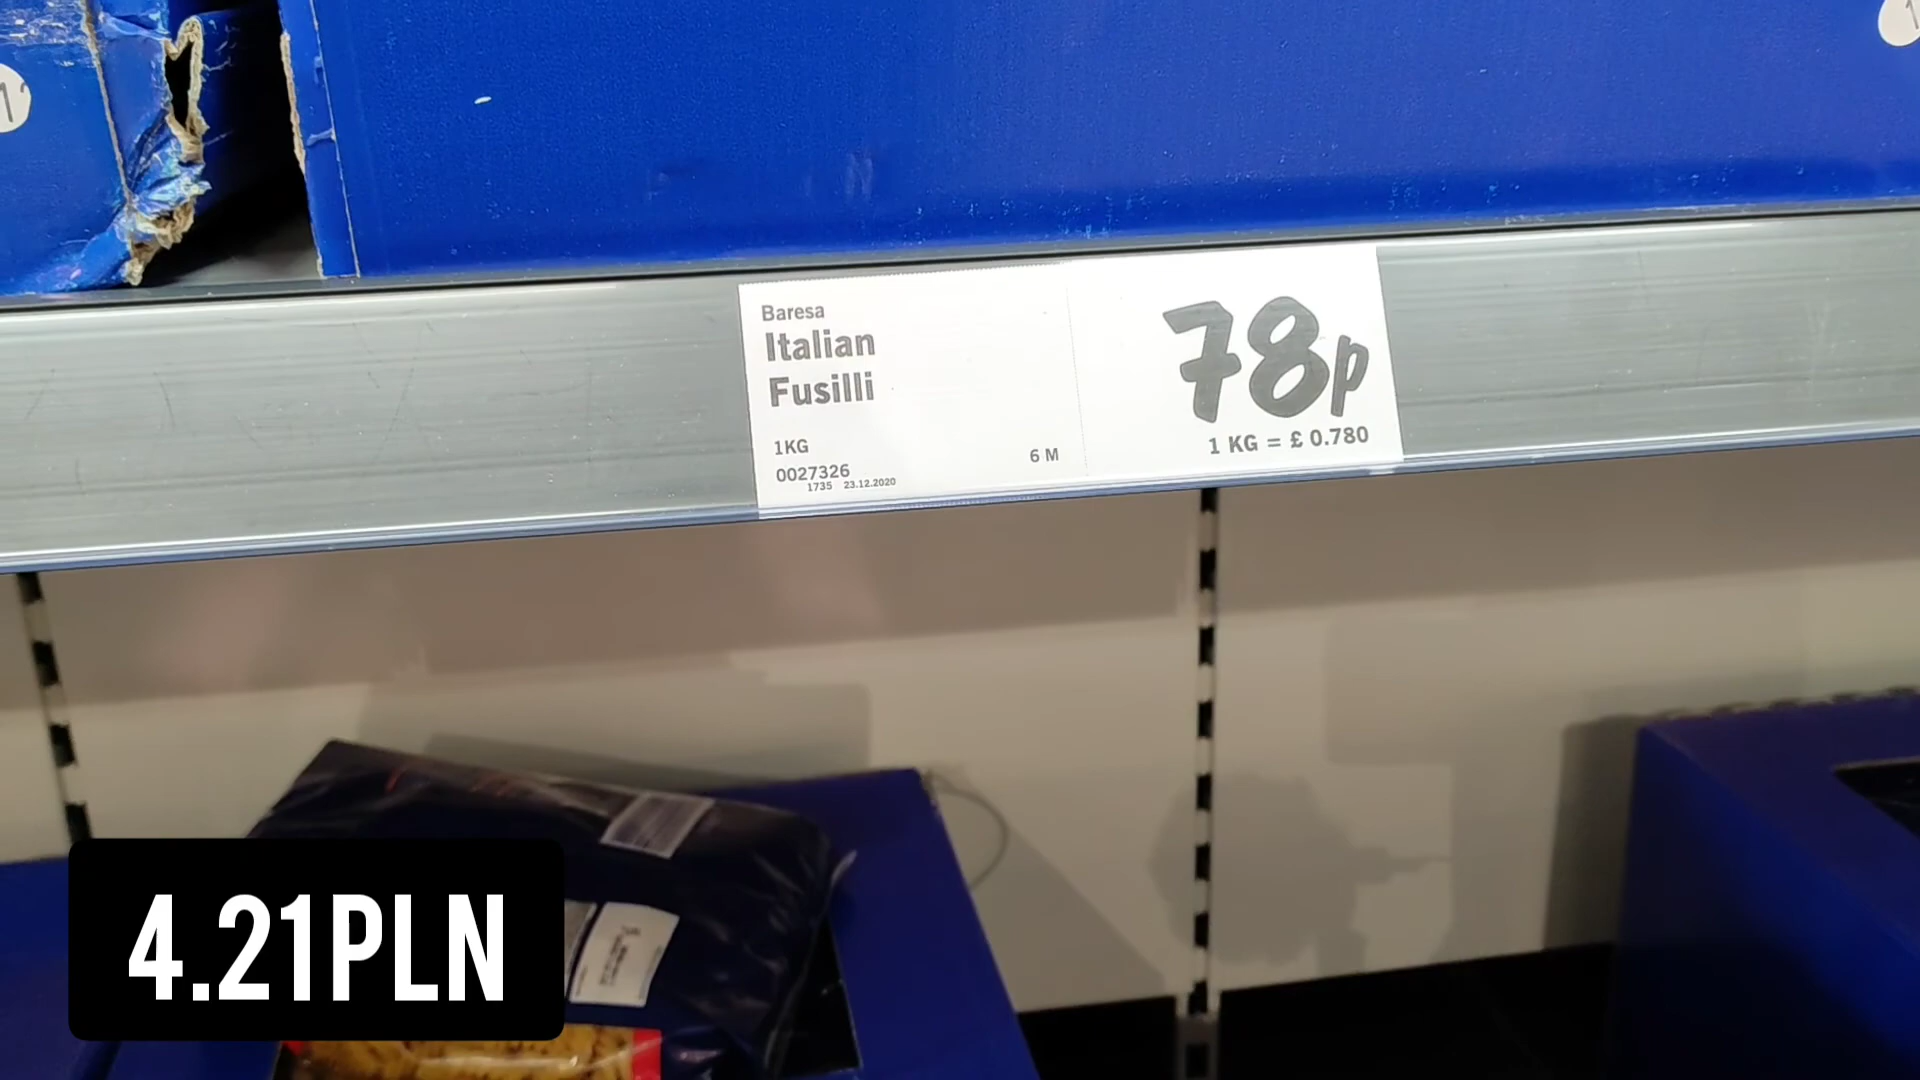 Baresa
Italian
Fusilli
1KG
0027326
1735 23.12.2020
6 M
78p
1 KG = £ 0.780
4.21PLN